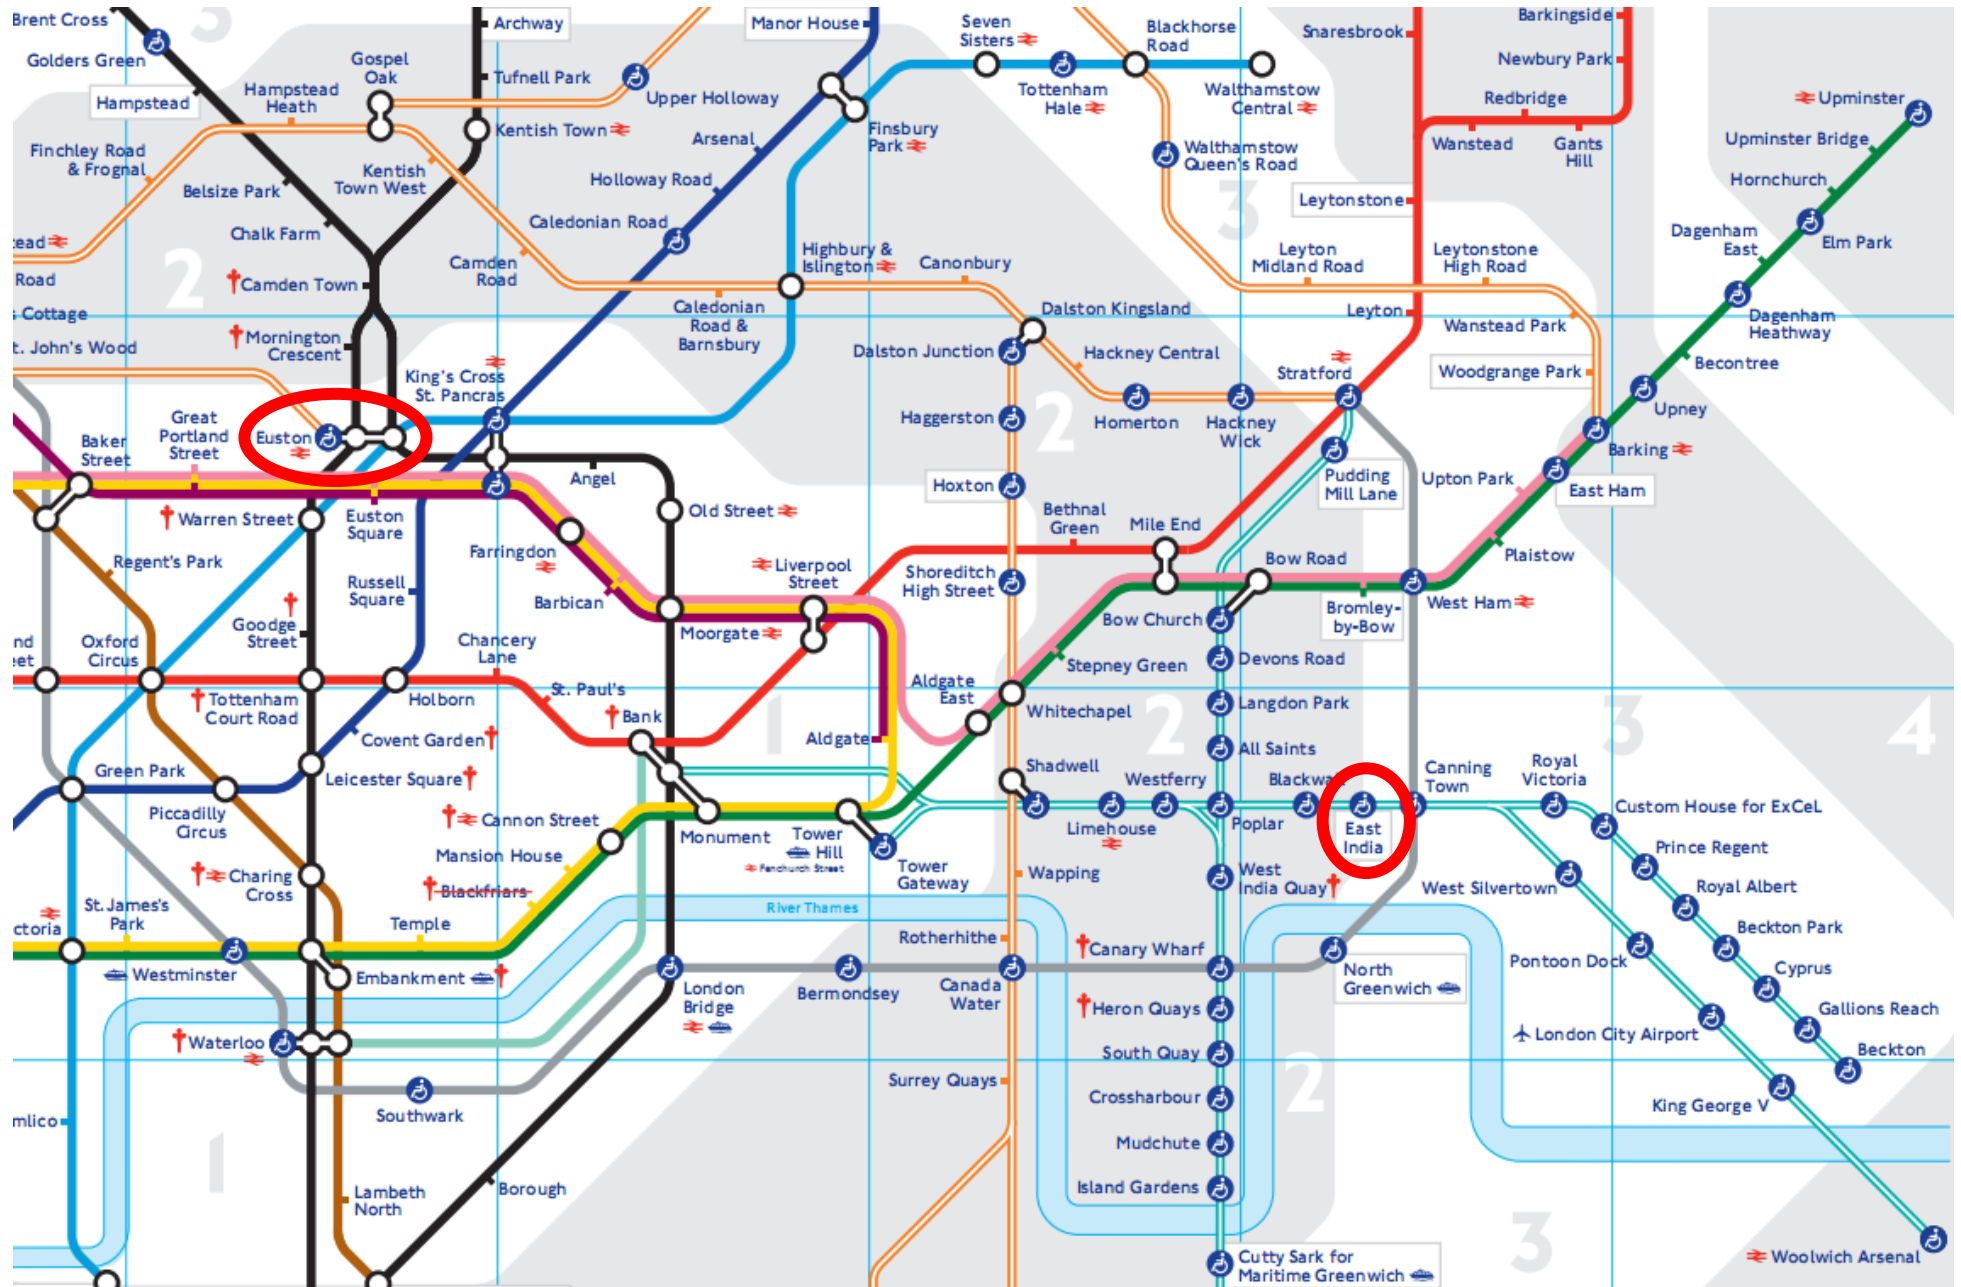 Brent Cross
Golders Green
Hampstead
Gospel
Oak
Hampstead
Heath
Finchley Road
& Frognal
Belsize Park
Chalk Farm
Camden Town
Mornington
Crescent
Archway
Tufnell Park
Kentish Town
Kentish
Town West
Upper Holloway
Manor House
Arsenal
Holloway Road
Caledonian Road
Finsbury
Park
Seven
Sisters
Tottenham
Hale
Blackhorse
Road
Walthamstow
Central
Walthamstow
Queen's Road
Snaresbrook
Barkingside
Newbury Park
Redbridge
Wanstead
Gants
Hill
Leytonstone
Upminster
Upminster Bridge
Hornchurch
Dagenham
East
Elm Park
Dagenham
Heathway
Becontree
Upney
Barking
East Ham
Upton Park
Plaistow
West Ham
Road
Cottage
t. John's Wood
Camden
Road
Caledonian
Road &
Barnsbury
Highbury &
Islington
Canonbury
Dalston Kingsland
Dalston Junction
Hackney Central
Haggerston
Homerton
Hackney
Wick
Stratford
Leyton
Midland Road
Leytonstone
High Road
Leyton
Wanstead Park
Woodgrange Park
Pudding
Mill Lane
King's Cross
St. Pancras
Euston
Great
Portland
Street
Baker
Street
Warren Street
Euston
Square
Angel
Old Street
Hoxton
Bethnal
Green
Mile End
Bow Road
Regent's Park
Russell
Square
Farringdon
Barbican
Liverpool
Street
Moorgate
Shoreditch
High Street
Bow Church
Bromley-
by-Bow
Devons Road
Stepney Green
Langdon Park
All Saints
Goodge
Street
Oxford
Circus
Chancery
Lane
Tottenham
Court Road
Holborn
St. Paul's
Bank
Aldgate
East
Whitechapel
Aldgate
Covent Garden
Leicester Square
Green Park
Piccadilly
Circus
Cannon Street
Mansion House
Blackfriars
Monument
Tower
Hill
Fenchurch Street
Tower
Gateway
Shadwell
Limehouse
Westferry
Poplar
East
India
Canning
Town
Royal
Victoria
Custom House for ExCeL
Prince Regent
Royal Albert
Beckton Park
Cyprus
Gallions Reach
Beckton
West Silvertown
Pontoon Dock
London City Airport
King George V
Woolwich Arsenal
Charing
Cross
St. James's
Park
Westminster
Temple
Embankment
River Thames
Wapping
Rotherhithe
West
India Quay
Canary Wharf
Canada
Water
Bermondsey
London
Bridge
North
Greenwich
Heron Quays
South Quay
Crossharbour
Mudchute
Island Gardens
Cutty Sark for
Maritime Greenwich
Surrey Quays
Waterloo
Southwark
Lambeth
North
Borough
3
2
3
2
1
2
3
4
1
2
3